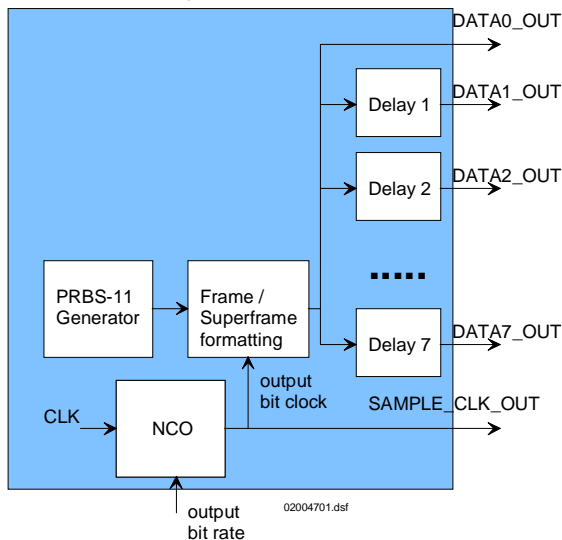 DATA0_OUT
Delay 1
DATA1_OUT
Delay 2
DATA2_OUT
PRBS-11
Generator
Frame /
Superframe
formatting
Delay 7
DATA7_OUT
output
bit clock
SAMPLE_CLK_OUT
CLK
NCO
output
bit rate
02004701.dsf